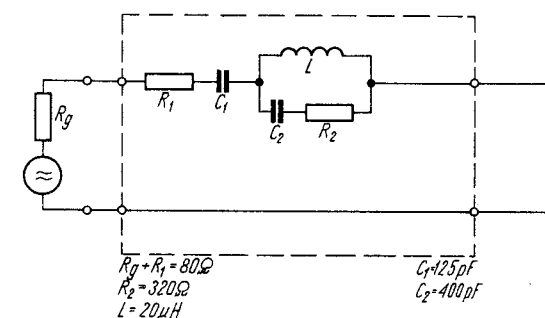 L
R1
C1
C2
R2
Rg
≈
Rg+R1=80Ω
R2=320Ω
L=20μH
C1=125pF
C2=400pF